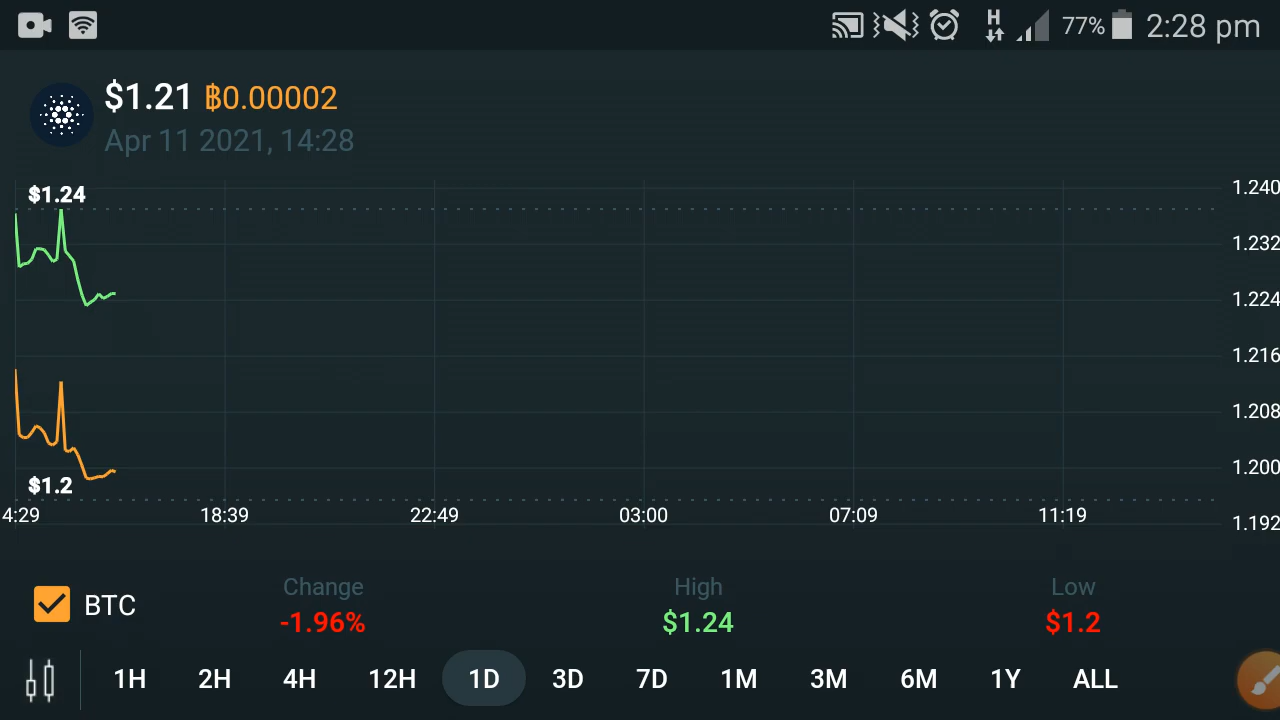 H 77% 2:28 pm
$1.21 ฿0.00002
Apr 11 2021, 14:28
$1.24
1.240
1.232
1.224
1.216
1.208
1.200
1.192
$1.2
4:29 18:39 22:49 03:00 07:09 11:19
BTC
Change High Low
-1.96% $1.24 $1.2
1H 2H 4H 12H 1D 3D 7D 1M 3M 6M 1Y ALL